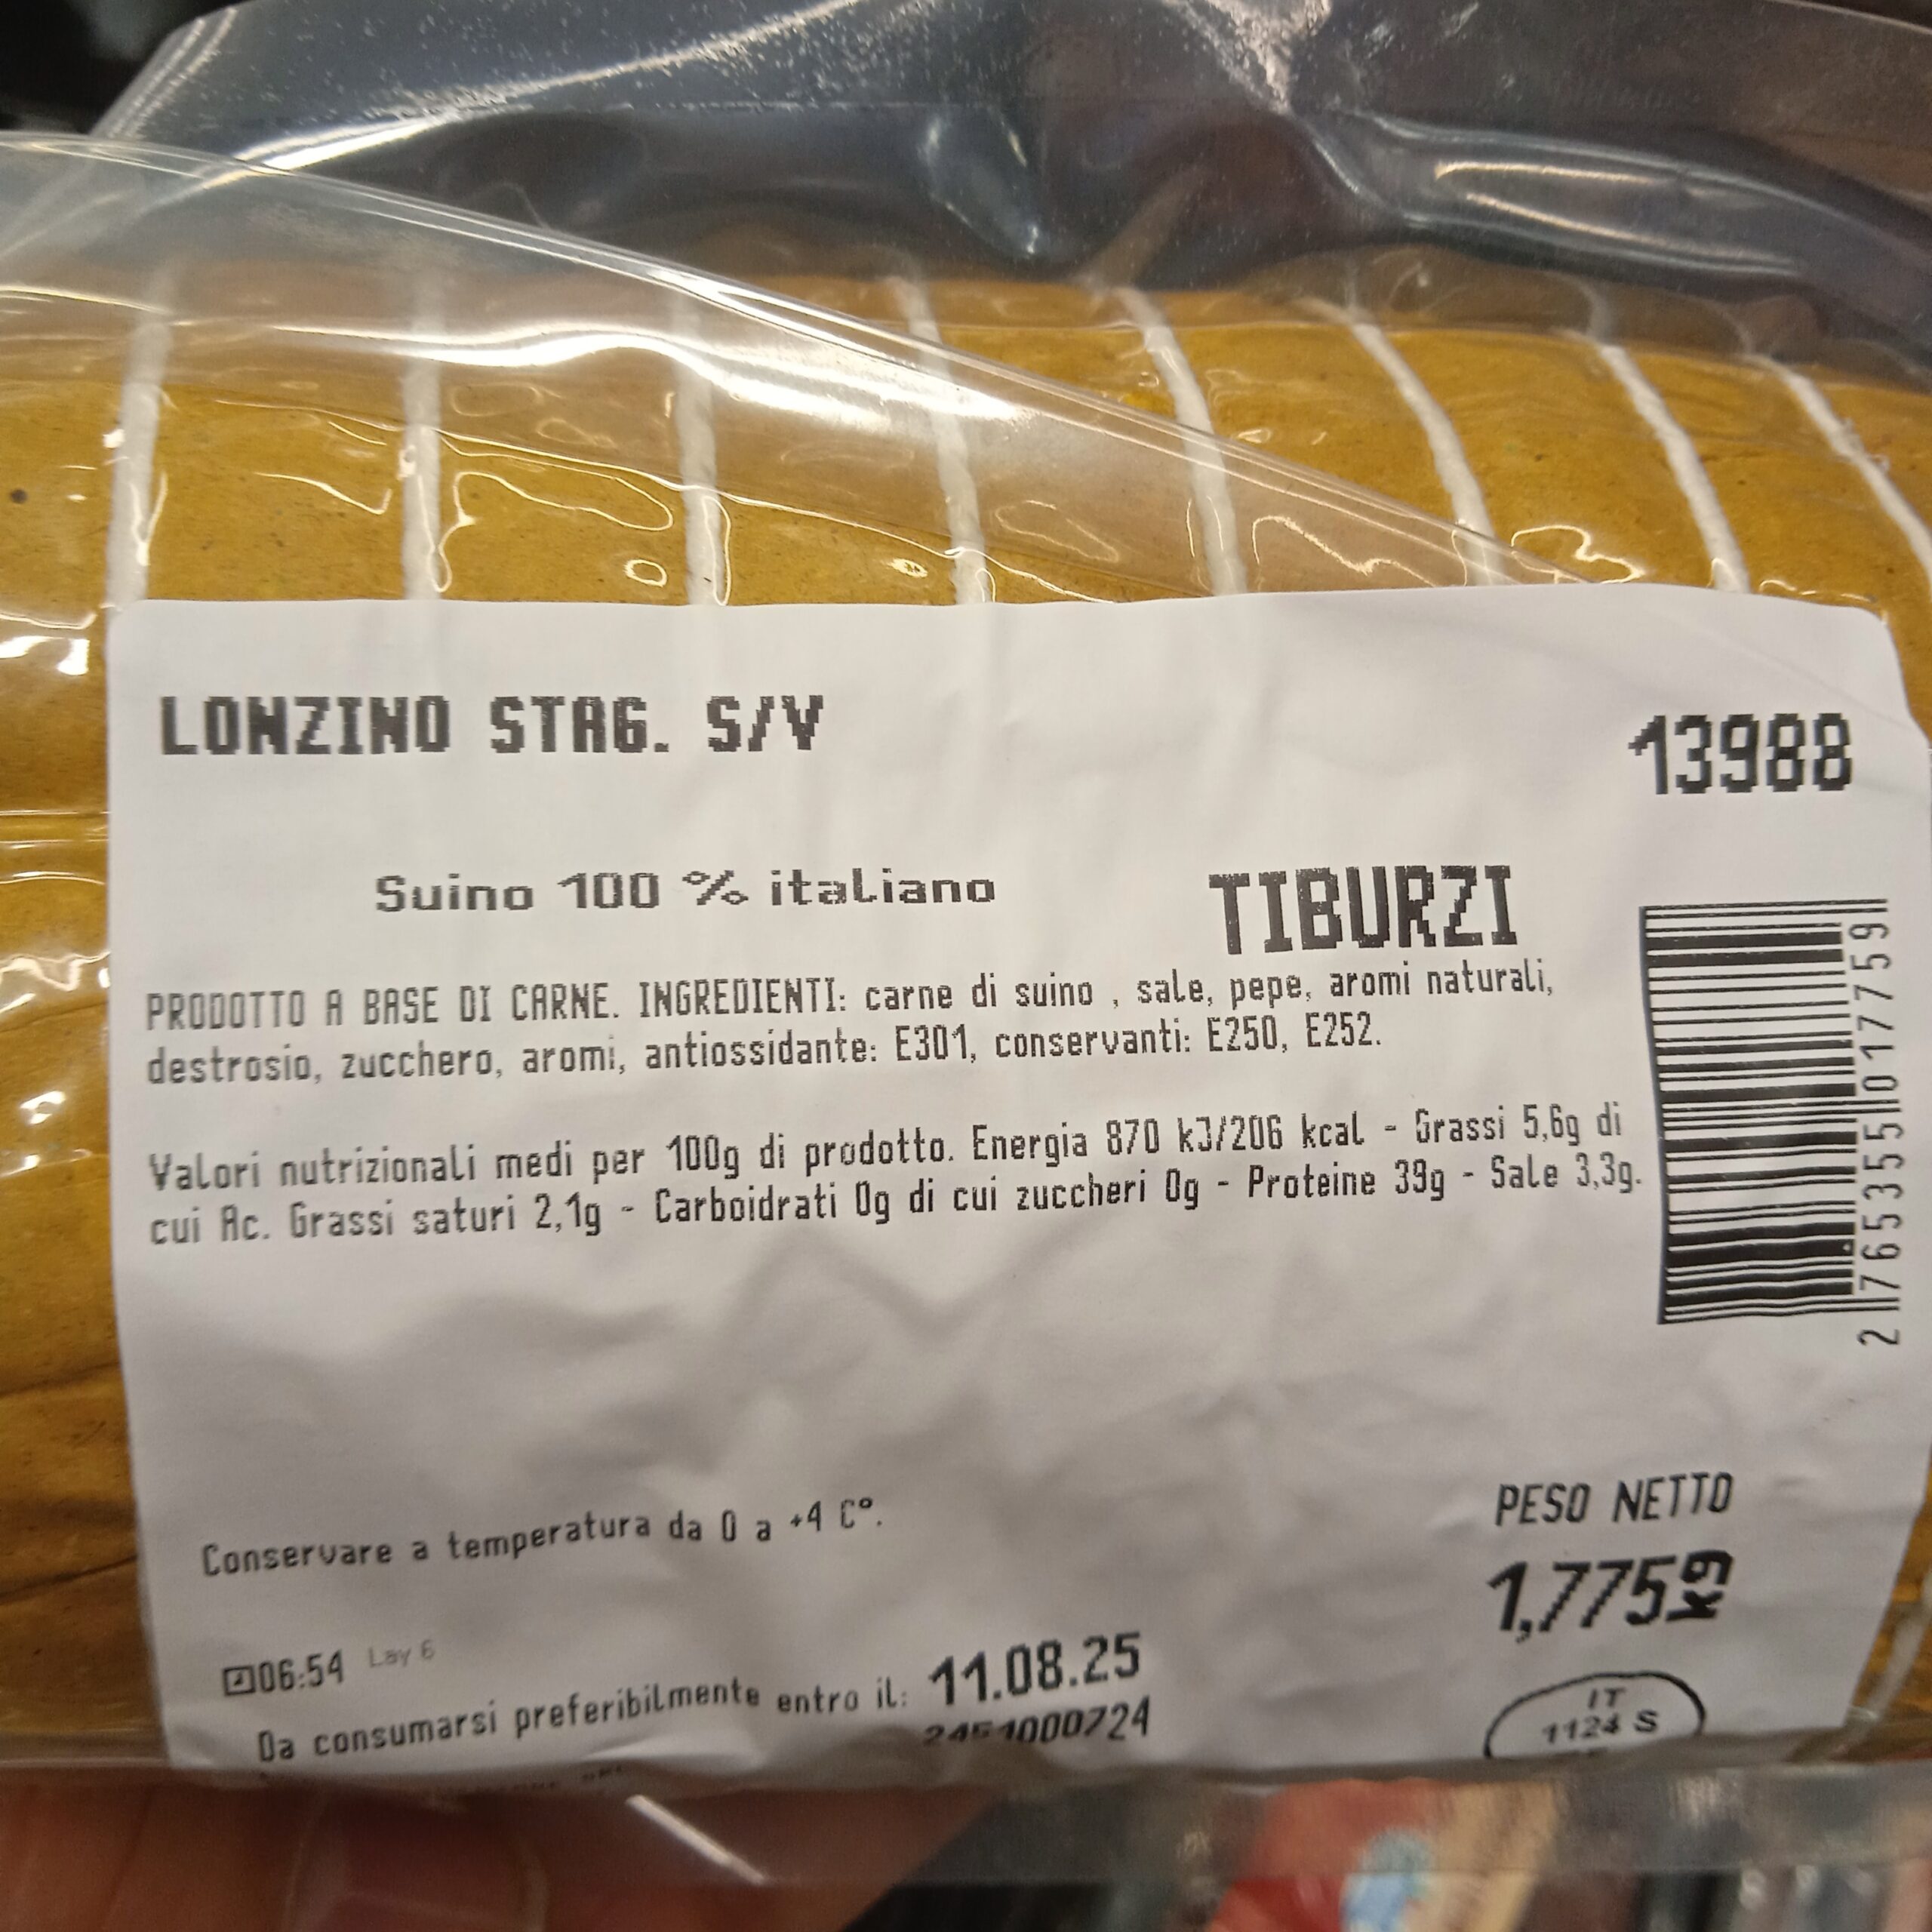 LONZINO STAG. S/V
13988
Suino 100 % italiano
TIBURZI
PRODOTTO A BASE DI CARNE. INGREDIENTI: carne di suino , sale, pepe, aromi naturali,
destrosio, zucchero, aromi, antiossidante: E301, conservanti: E250, E252.
Valori nutrizionali medi per 100g di prodotto. Energia 870 kJ/206 kcal - Grassi 5,6g di
cui Ac. Grassi saturi 2,1g - Carboidrati 0g di cui zuccheri 0g - Proteine 39g - Sale 3,3g.
2 765355 017759
Conservare a temperatura da 0 a +4 C°.
PESO NETTO
1,775kg
06:54 Lay 6
Da consumarsi preferibilmente entro il: 11.08.25
IT
1124 S